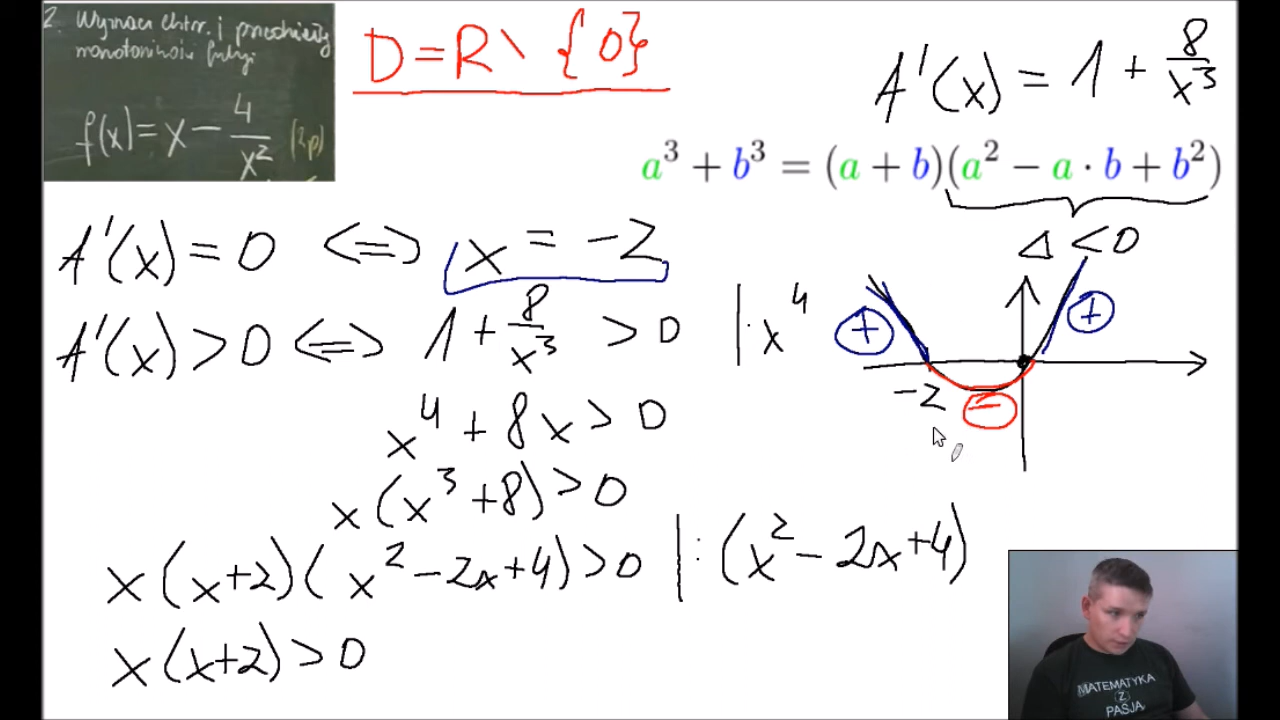 2. Wyznacz ekstr. i przedziały
monotoniczności funkcji
f(x) = x - 4/x² (2p)
D = R \ {0}
A'(x) = 1 + 8/x³
a³ + b³ = (a + b)(a² − a · b + b²)
Δ < 0
A'(x) = 0 <=> x = -2
A'(x) > 0 <=> 1 + 8/x³ > 0 | · x⁴
x⁴ + 8x > 0
x(x³ + 8) > 0
x(x+2)(x² - 2x + 4) > 0 | : (x² - 2x + 4)
x(x+2) > 0
+ +
-2 −
MATEMATYKA
Z
PASJĄ